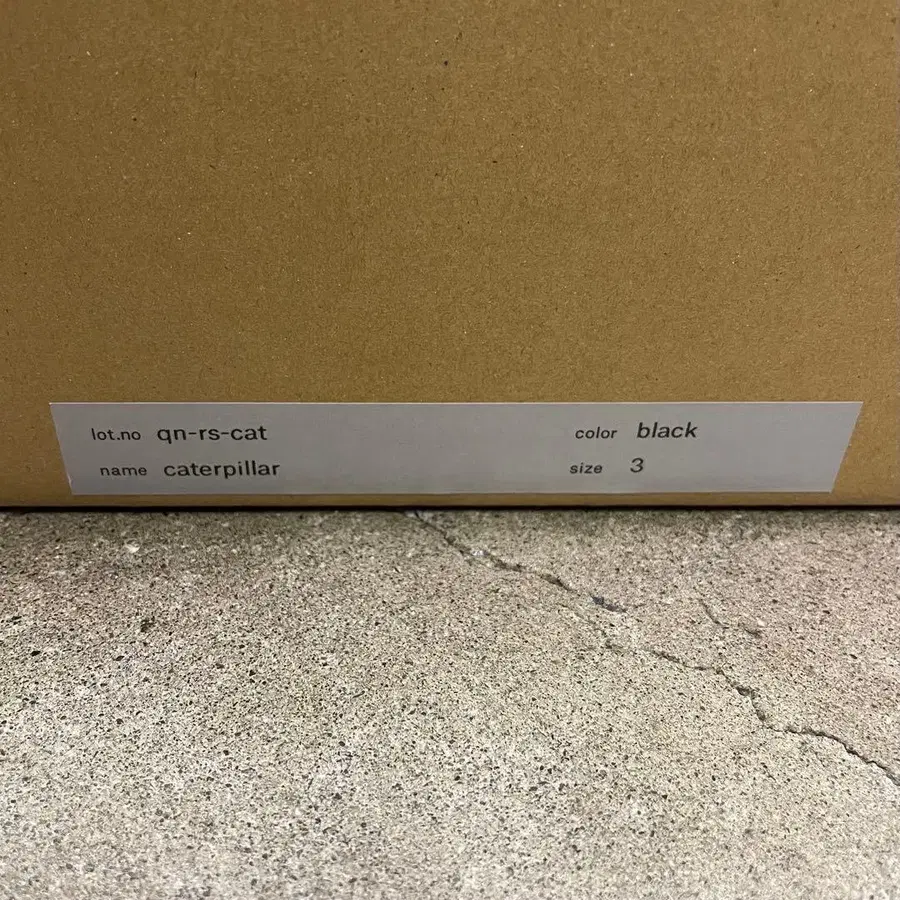 lot.no qn-rs-cat color black
name caterpillar size 3